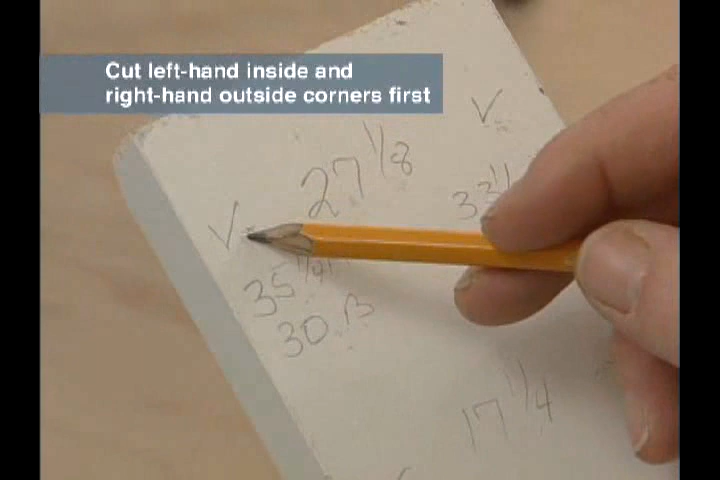 Cut left-hand inside and
right-hand outside corners first
27 1/8
33
35 1/4
30 B
17 1/4